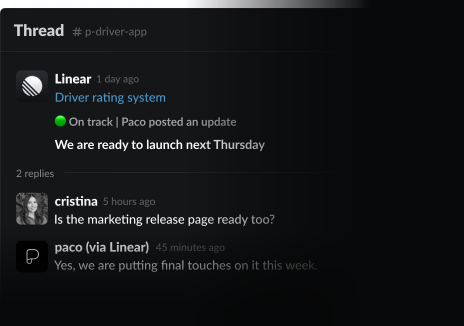 Thread # p-driver-app
Linear 1 day ago
Driver rating system
On track | Paco posted an update
We are ready to launch next Thursday
2 replies
cristina 5 hours ago
Is the marketing release page ready too?
paco (via Linear) 45 minutes ago
Yes, we are putting final touches on it this week.